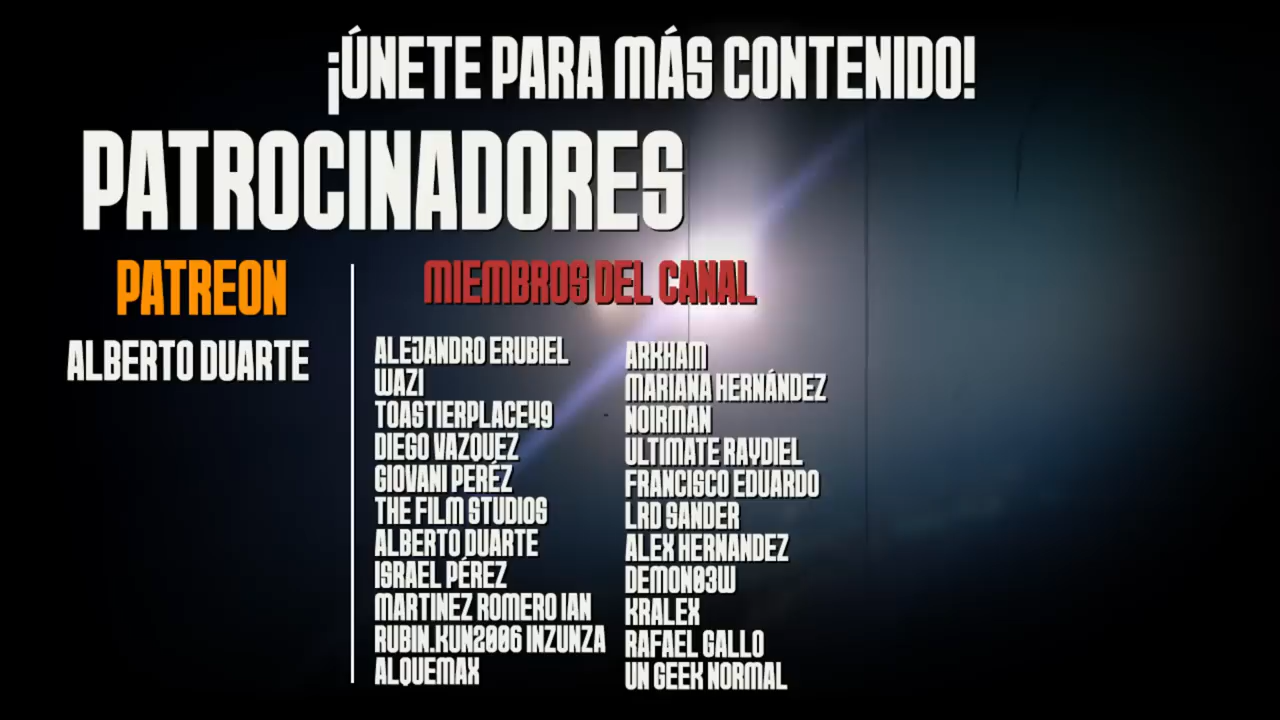 ¡ÚNETE PARA MÁS CONTENIDO!
PATROCINADORES
PATREON
ALBERTO DUARTE
MIEMBROS DEL CANAL
ALEJANDRO ERUBIEL
WAZI
TOASTIERPLACE49
DIEGO VAZQUEZ
GIOVANI PERÉZ
THE FILM STUDIOS
ALBERTO DUARTE
ISRAEL PÉREZ
MARTINEZ ROMERO IAN
RUBIN.KUN2006 INZUNZA
ALQUEMAX
ARKHAM
MARIANA HERNÁNDEZ
NOIRMAN
ULTIMATE RAYDIEL
FRANCISCO EDUARDO
LRD SANDER
ALEX HERNANDEZ
DEMON03W
KRALEX
RAFAEL GALLO
UN GEEK NORMAL